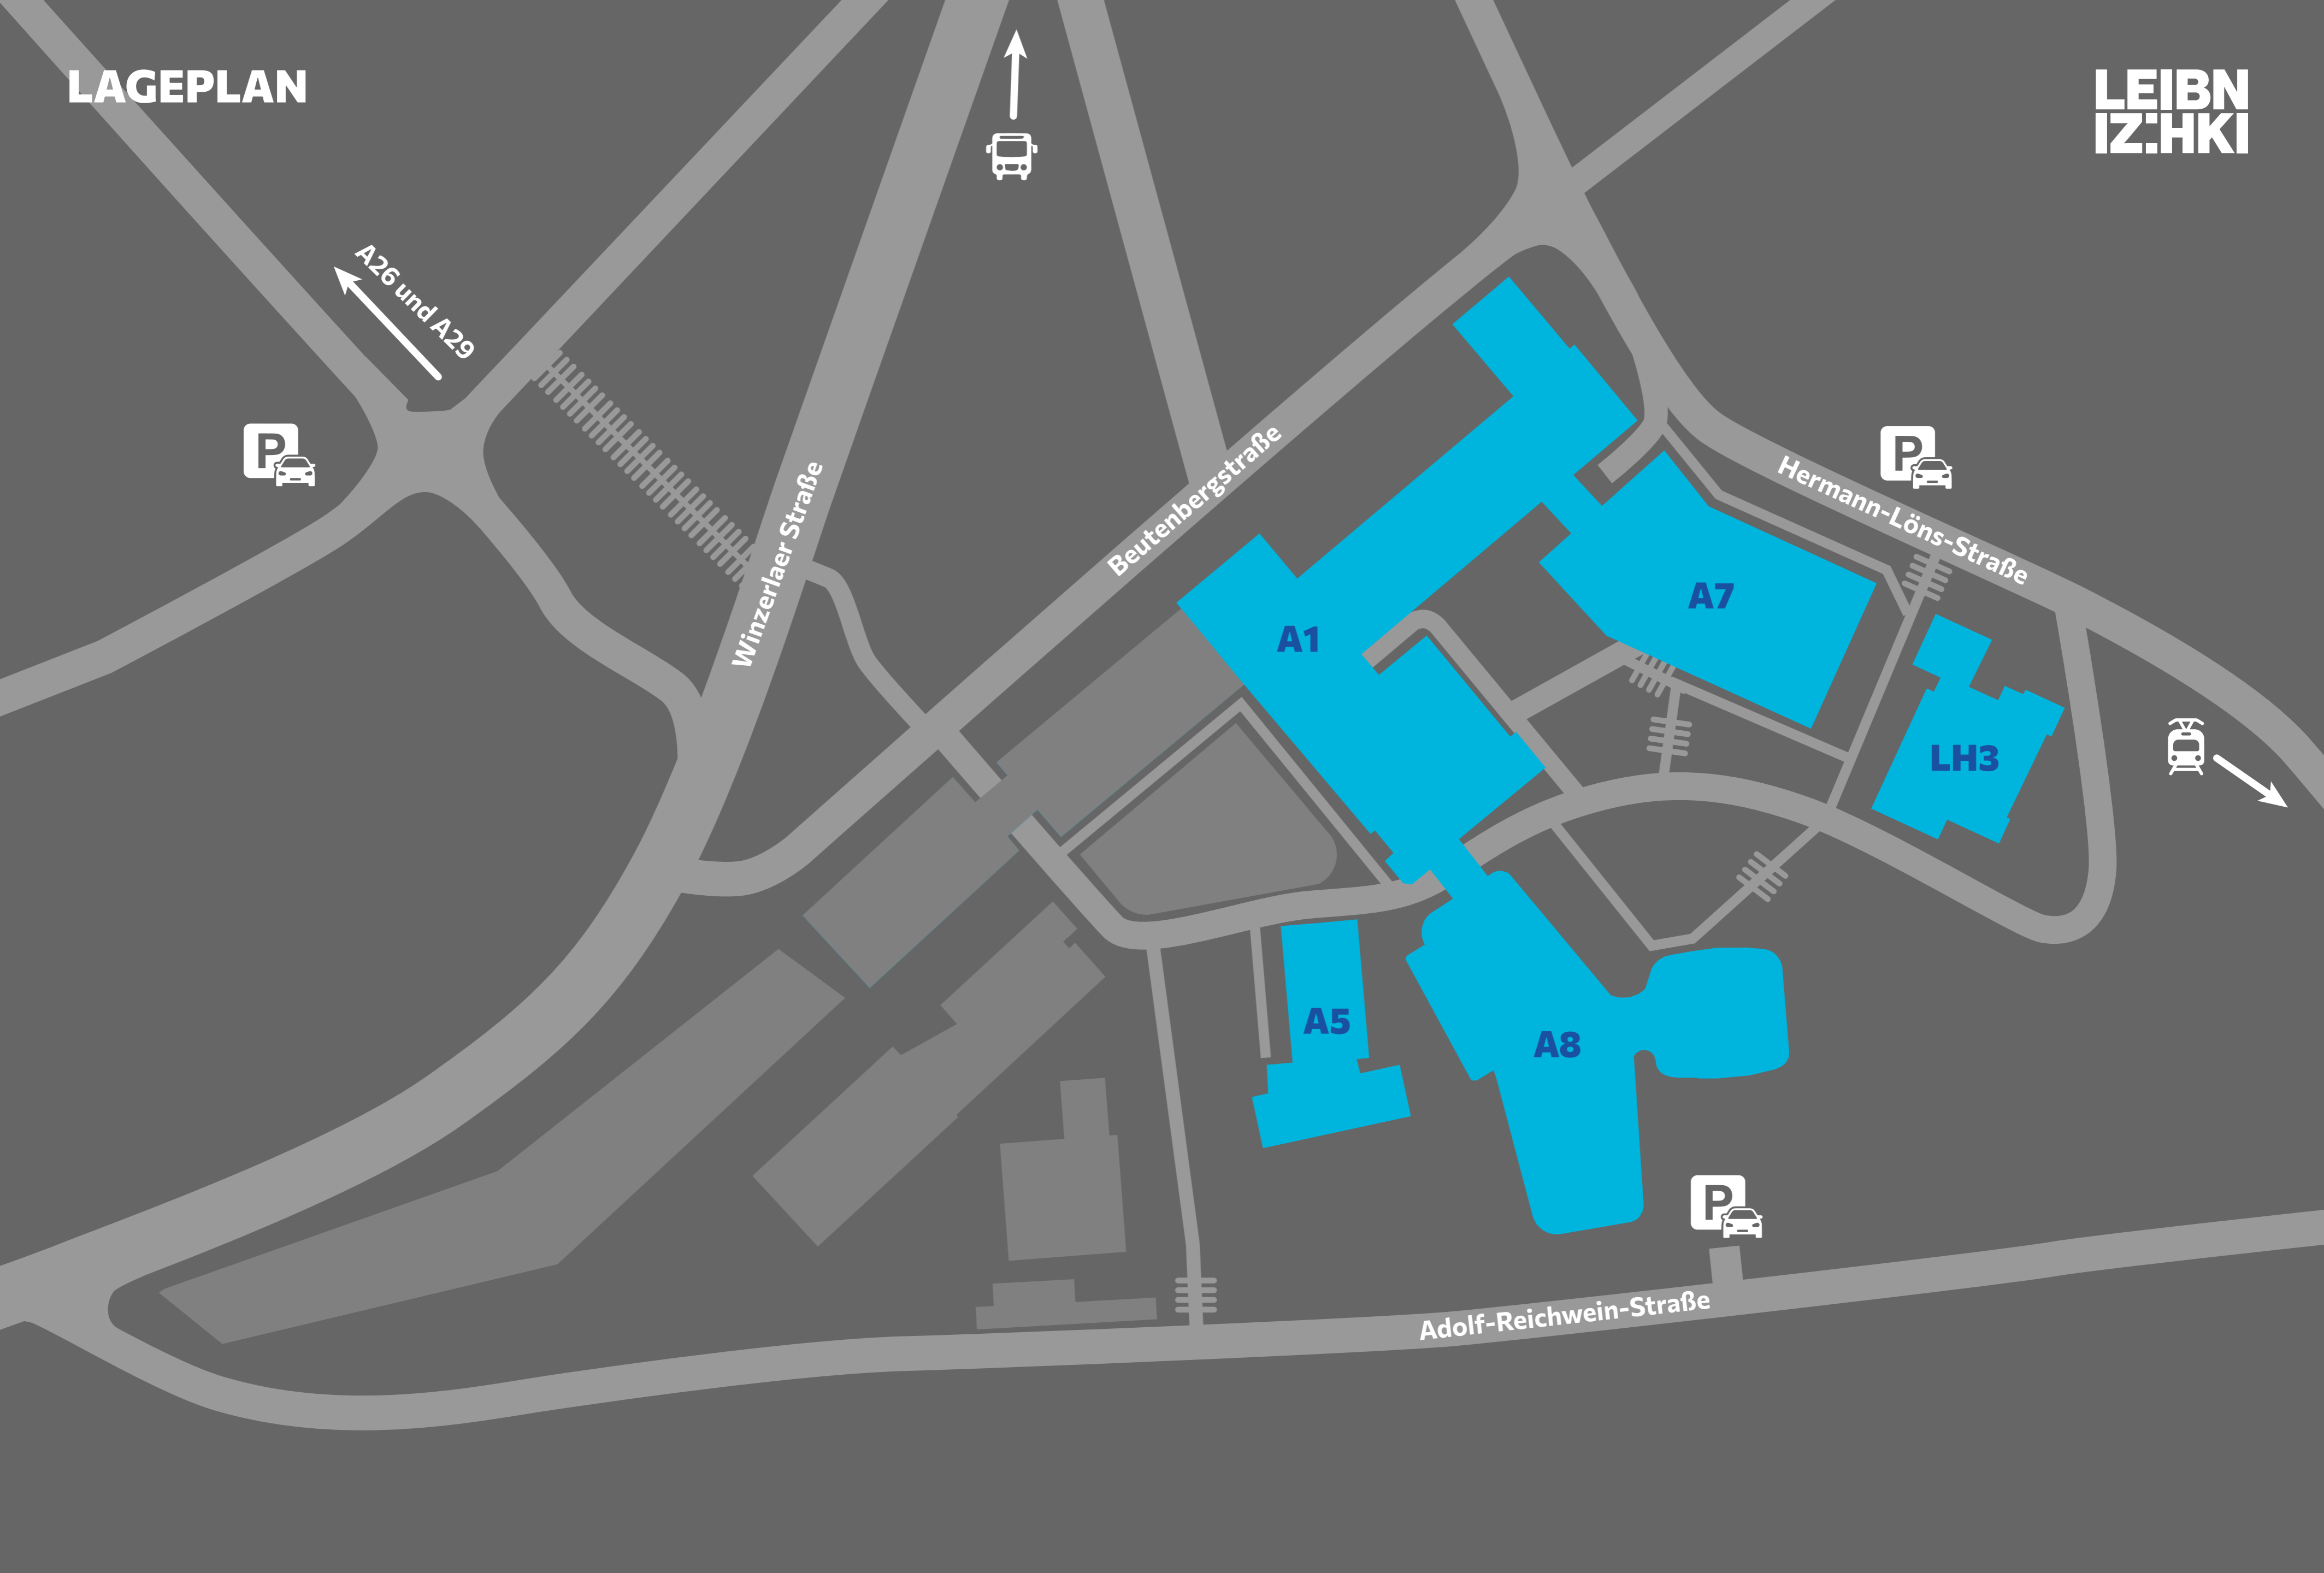 LAGEPLAN
LEIBN
IZ:HKI
A26 und A29
P
P
Winzerlaer Straße
Beutenbergstraße
Hermann-Löns-Straße
A7
A1
LH3
A5
A8
P
Adolf-Reichwein-Straße